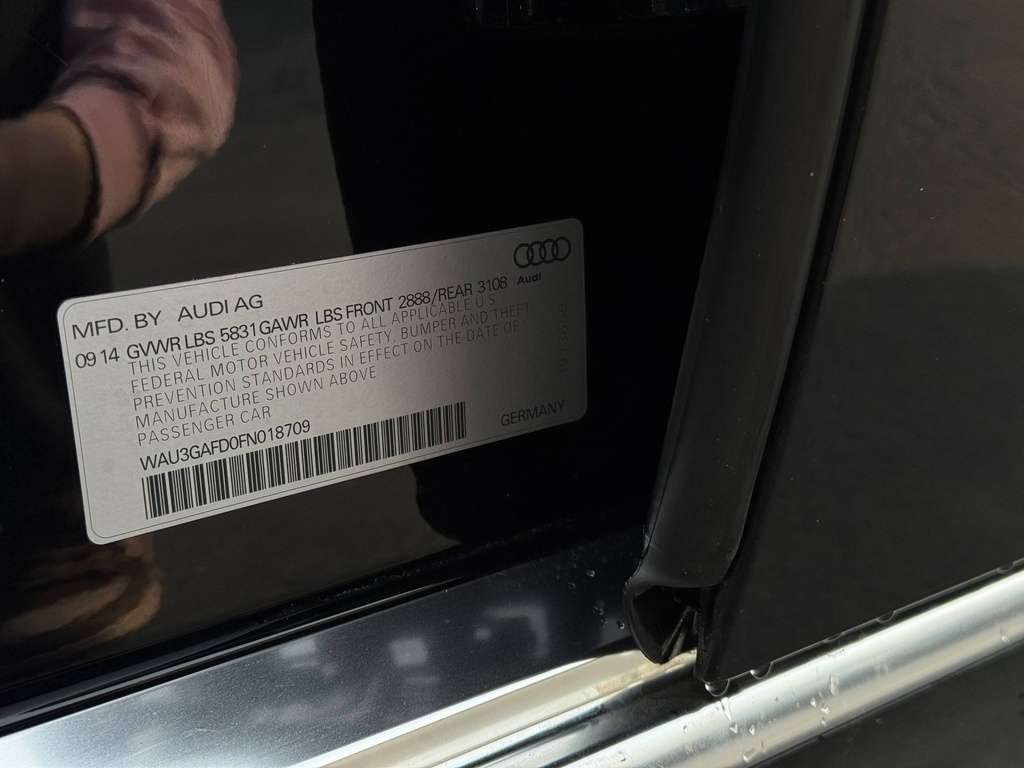 Audi
MFD. BY AUDI AG
09 14 GVWR LBS 5831 GAWR LBS FRONT 2888/REAR 3108
THIS VEHICLE CONFORMS TO ALL APPLICABLE U S
FEDERAL MOTOR VEHICLE SAFETY, BUMPER AND THEFT
PREVENTION STANDARDS IN EFFECT ON THE DATE OF
MANUFACTURE SHOWN ABOVE
PASSENGER CAR
WAU3GAFD0FN018709
GERMANY